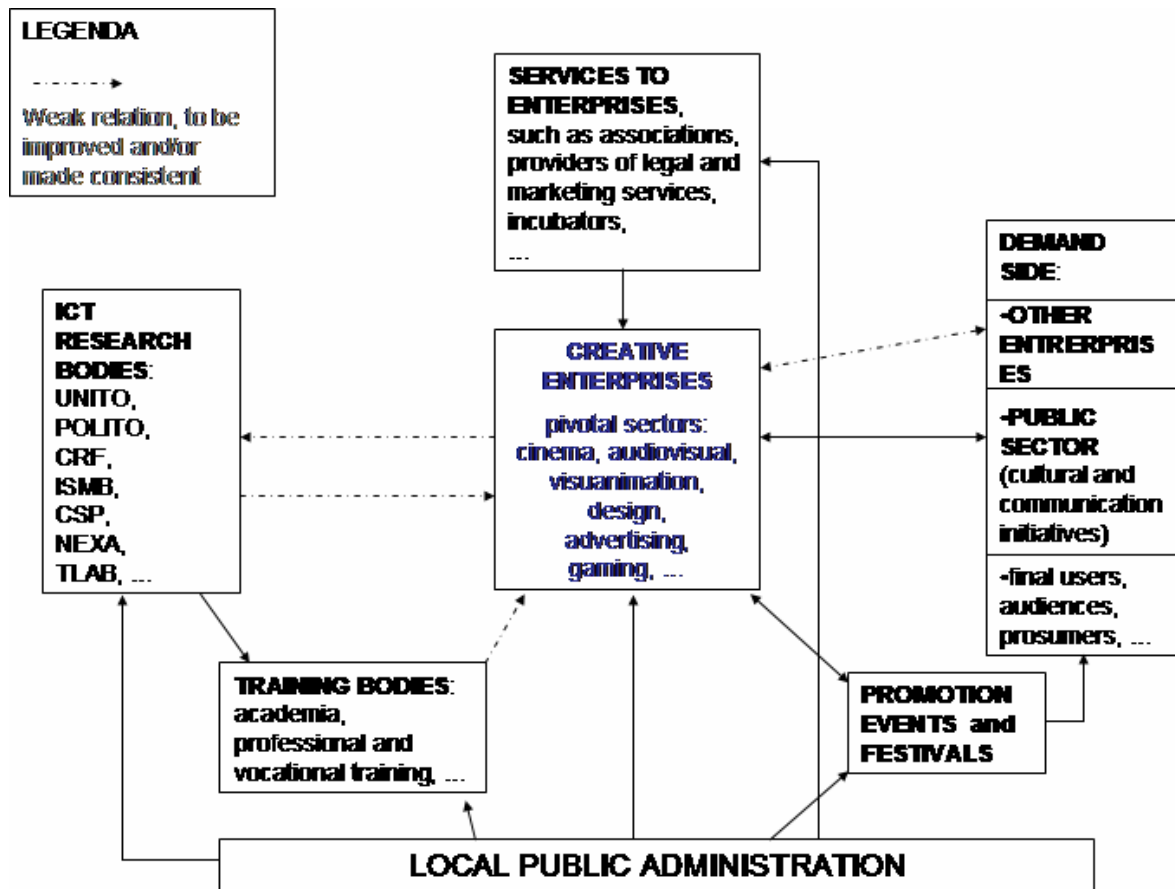 LEGENDA
Weak relation, to be
improved and/or
made consistent
SERVICES TO
ENTERPRISES,
such as associations,
providers of legal and
marketing services,
incubators,
...
DEMAND
SIDE:
-OTHER
ENTRERPRIS
ES
-PUBLIC
SECTOR
(cultural and
communication
initiatives)
-final users,
audiences,
prosumers, ...
ICT
RESEARCH
BODIES:
UNITO,
POLITO,
CRF,
ISMB,
CSP,
NEXA,
TLAB, ...
CREATIVE
ENTERPRISES
pivotal sectors:
cinema, audiovisual,
visuanimation,
design,
advertising,
gaming, ...
TRAINING BODIES:
academia,
professional and
vocational training, ...
PROMOTION
EVENTS and
FESTIVALS
LOCAL PUBLIC ADMINISTRATION